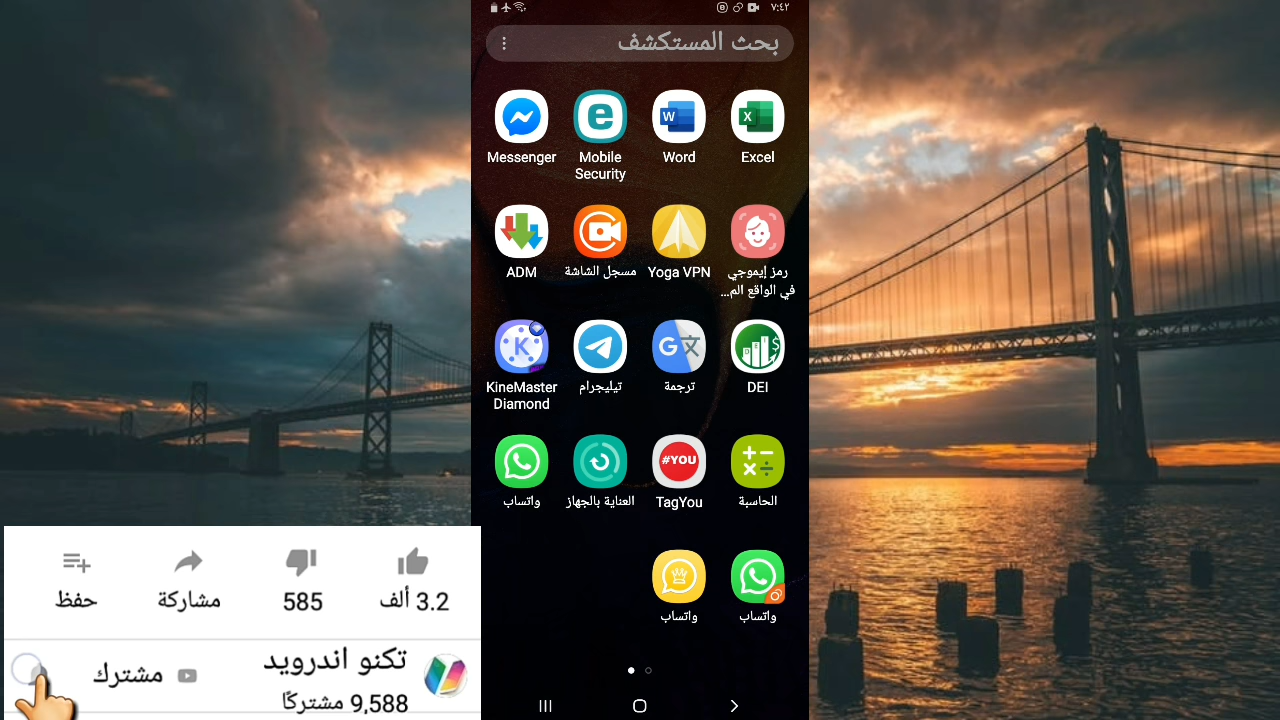 ٧:٤٢
بحث المستكشف
Messenger
Mobile
Security
Word
Excel
ADM
مسجل الشاشة
Yoga VPN
رمز إيموجي
في الواقع الم...
KineMaster
Diamond
تيليجرام
ترجمة
DEI
واتساب
العناية بالجهاز
#YOU
TagYou
الحاسبة
واتساب
واتساب
3.2 ألف
585
مشاركة
حفظ
تكنو اندرويد
مشترك
9,588 مشتركًا